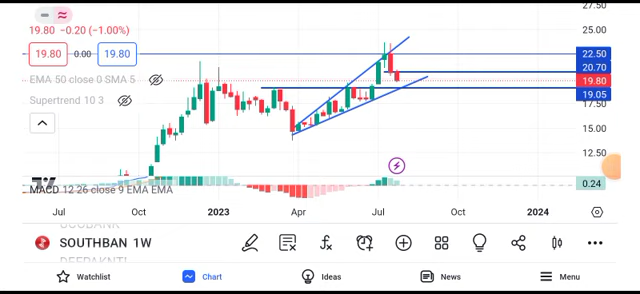 27.50
19.80 −0.20 (−1.00%)
25.00
19.80 0.00 19.80
22.50
EMA 50 close 0 SMA 5
20.70
19.80
Supertrend 10 3
19.05
17.50
15.00
12.50
MACD 12 26 close 9 EMA EMA
0.24
Jul Oct 2023 Apr Jul Oct 2024
SOUTHBAN 1W
Watchlist Chart Ideas News Menu